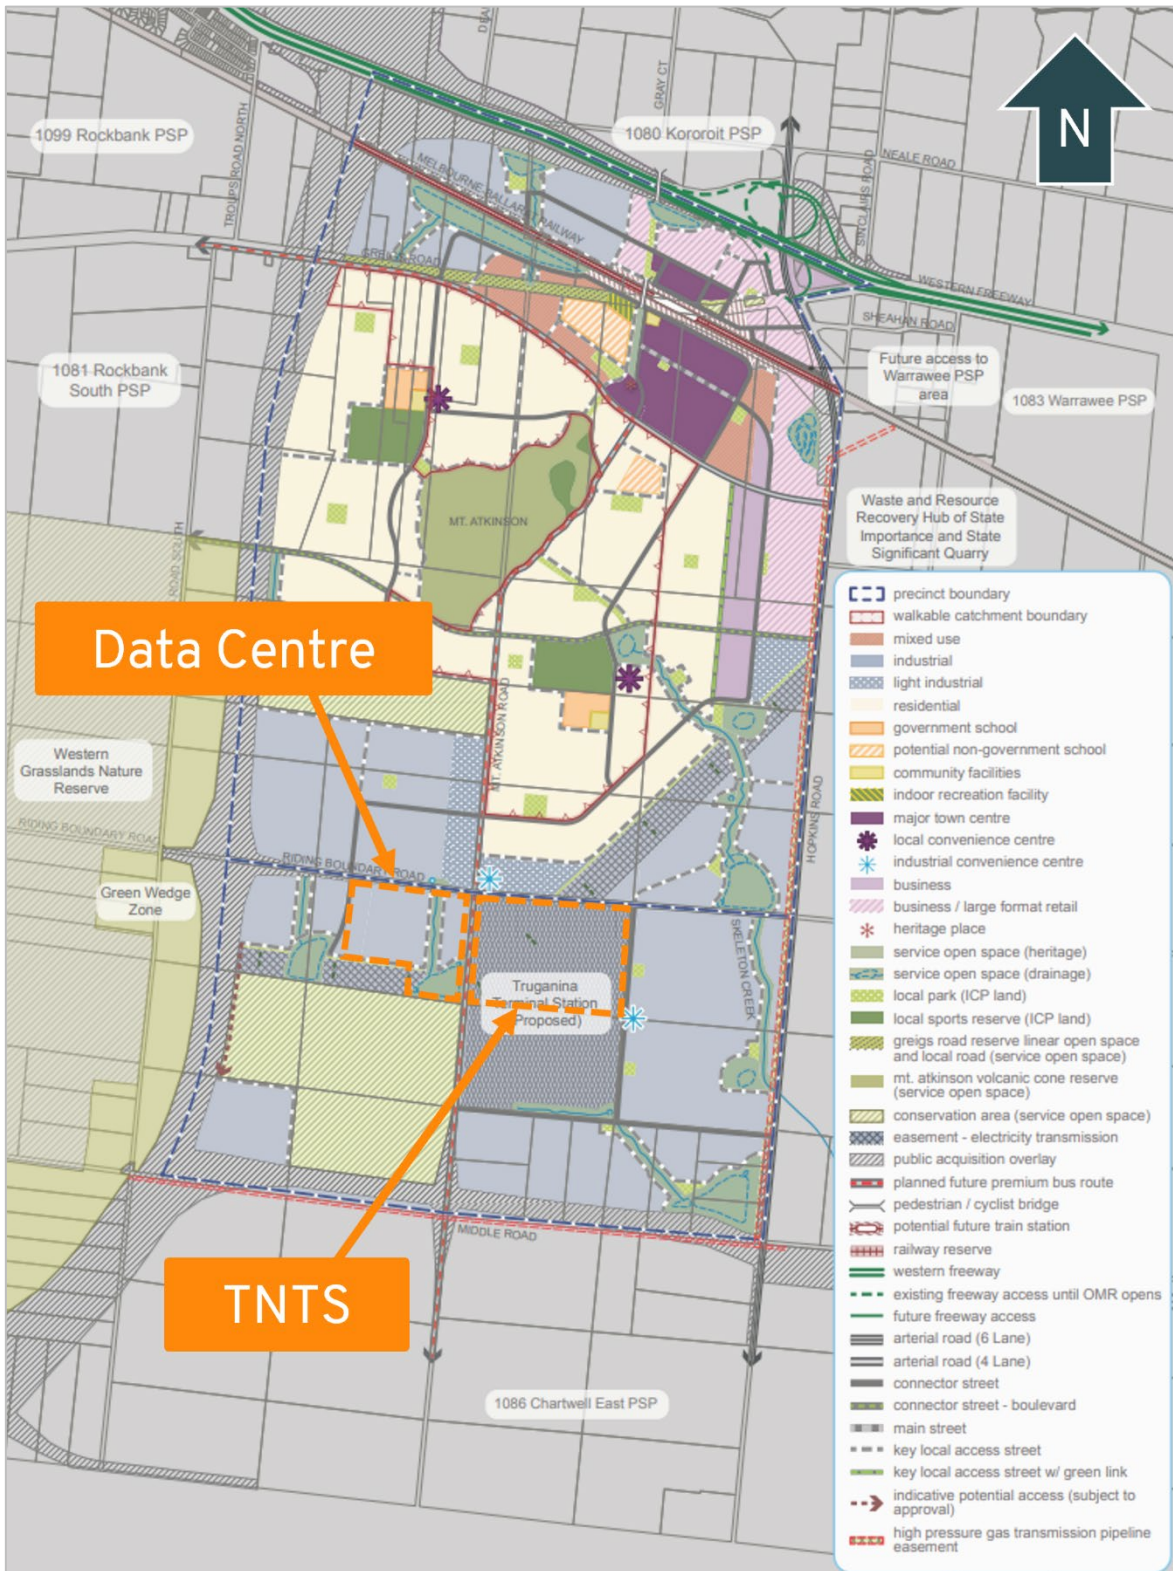 DEAN
GRAY CT
N
1099 Rockbank PSP
1080 Kororoit PSP
TROUPS ROAD NORTH
NEALE ROAD
SINCLAIRS ROAD
MELBOURNE BALLARAT RAILWAY
GREIGS ROAD
WESTERN FREEWAY
SHEAHAN ROAD
1081 Rockbank
South PSP
Future access to
Warrawee PSP
area
1083 Warrawee PSP
Waste and Resource
Recovery Hub of State
Importance and State
Significant Quarry
MT. ATKINSON
ROAD SOUTH
Data Centre
MT. ATKINSON ROAD
Western
Grasslands Nature
Reserve
HOPKINS ROAD
RIDING BOUNDARY ROAD
RIDING BOUNDARY ROAD
Green Wedge
Zone
SKELETON CREEK
Truganina
Terminal Station
(Proposed)
MIDDLE ROAD
TNTS
1086 Chartwell East PSP
precinct boundary
walkable catchment boundary
mixed use
industrial
light industrial
residential
government school
potential non-government school
community facilities
indoor recreation facility
major town centre
local convenience centre
industrial convenience centre
business
business / large format retail
heritage place
service open space (heritage)
service open space (drainage)
local park (ICP land)
local sports reserve (ICP land)
greigs road reserve linear open space
and local road (service open space)
mt. atkinson volcanic cone reserve
(service open space)
conservation area (service open space)
easement - electricity transmission
public acquisition overlay
planned future premium bus route
pedestrian / cyclist bridge
potential future train station
railway reserve
western freeway
existing freeway access until OMR opens
future freeway access
arterial road (6 Lane)
arterial road (4 Lane)
connector street
connector street - boulevard
main street
key local access street
key local access street w/ green link
indicative potential access (subject to
approval)
high pressure gas transmission pipeline
easement